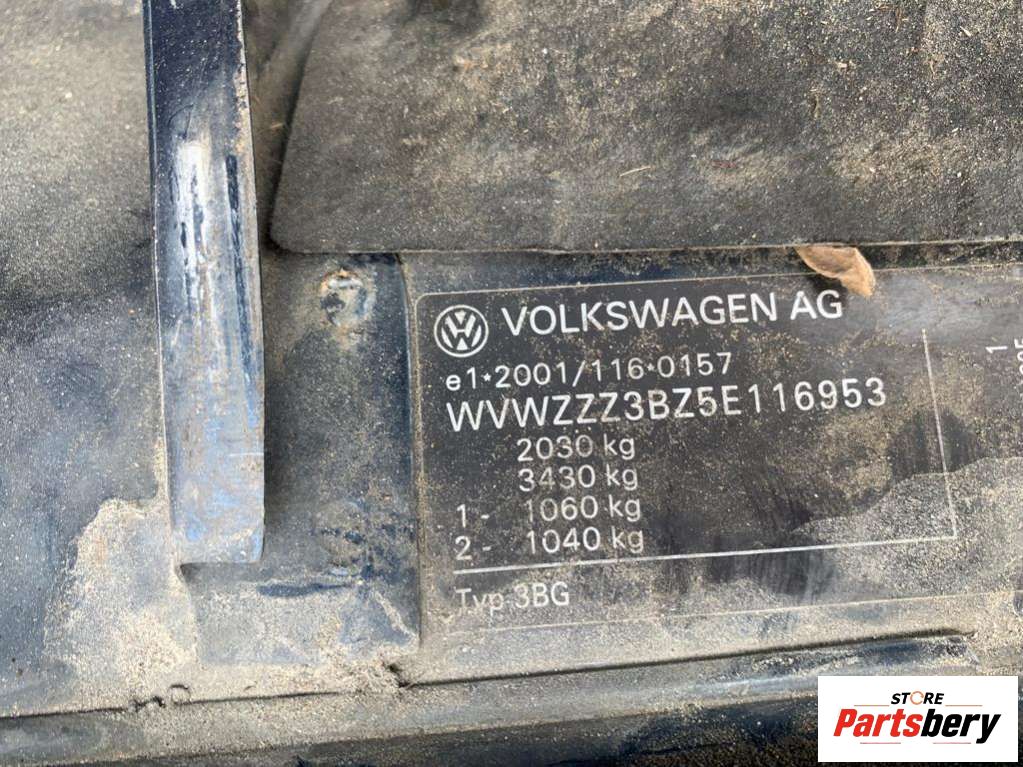 VOLKSWAGEN AG
e1*2001/116*0157
WVWZZZ3BZ5E116953
2030 kg
3430 kg
1 - 1060 kg
2 - 1040 kg
Typ 3BG
1
STORE
Partsbery